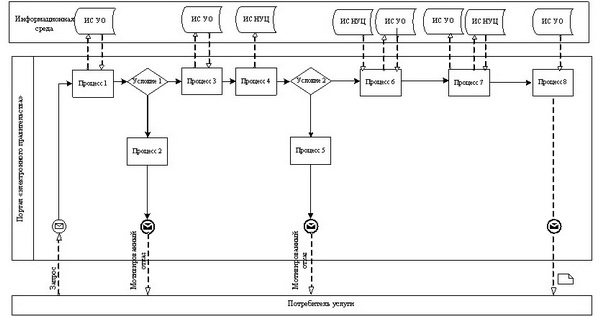 Информационная
среда
ИС УО
ИС УО
ИС НУЦ
ИС НУЦ
ИС УО
ИС УО
ИС НУЦ
ИС УО
Портал «электронного правительства»
Процесс 1
Условие 1
Процесс 3
Процесс 4
Условие 2
Процесс 6
Процесс 7
Процесс 8
Процесс 2
Процесс 5
Запрос
Мотивированный
отказ
Мотивированный
отказ
Потребитель услуги